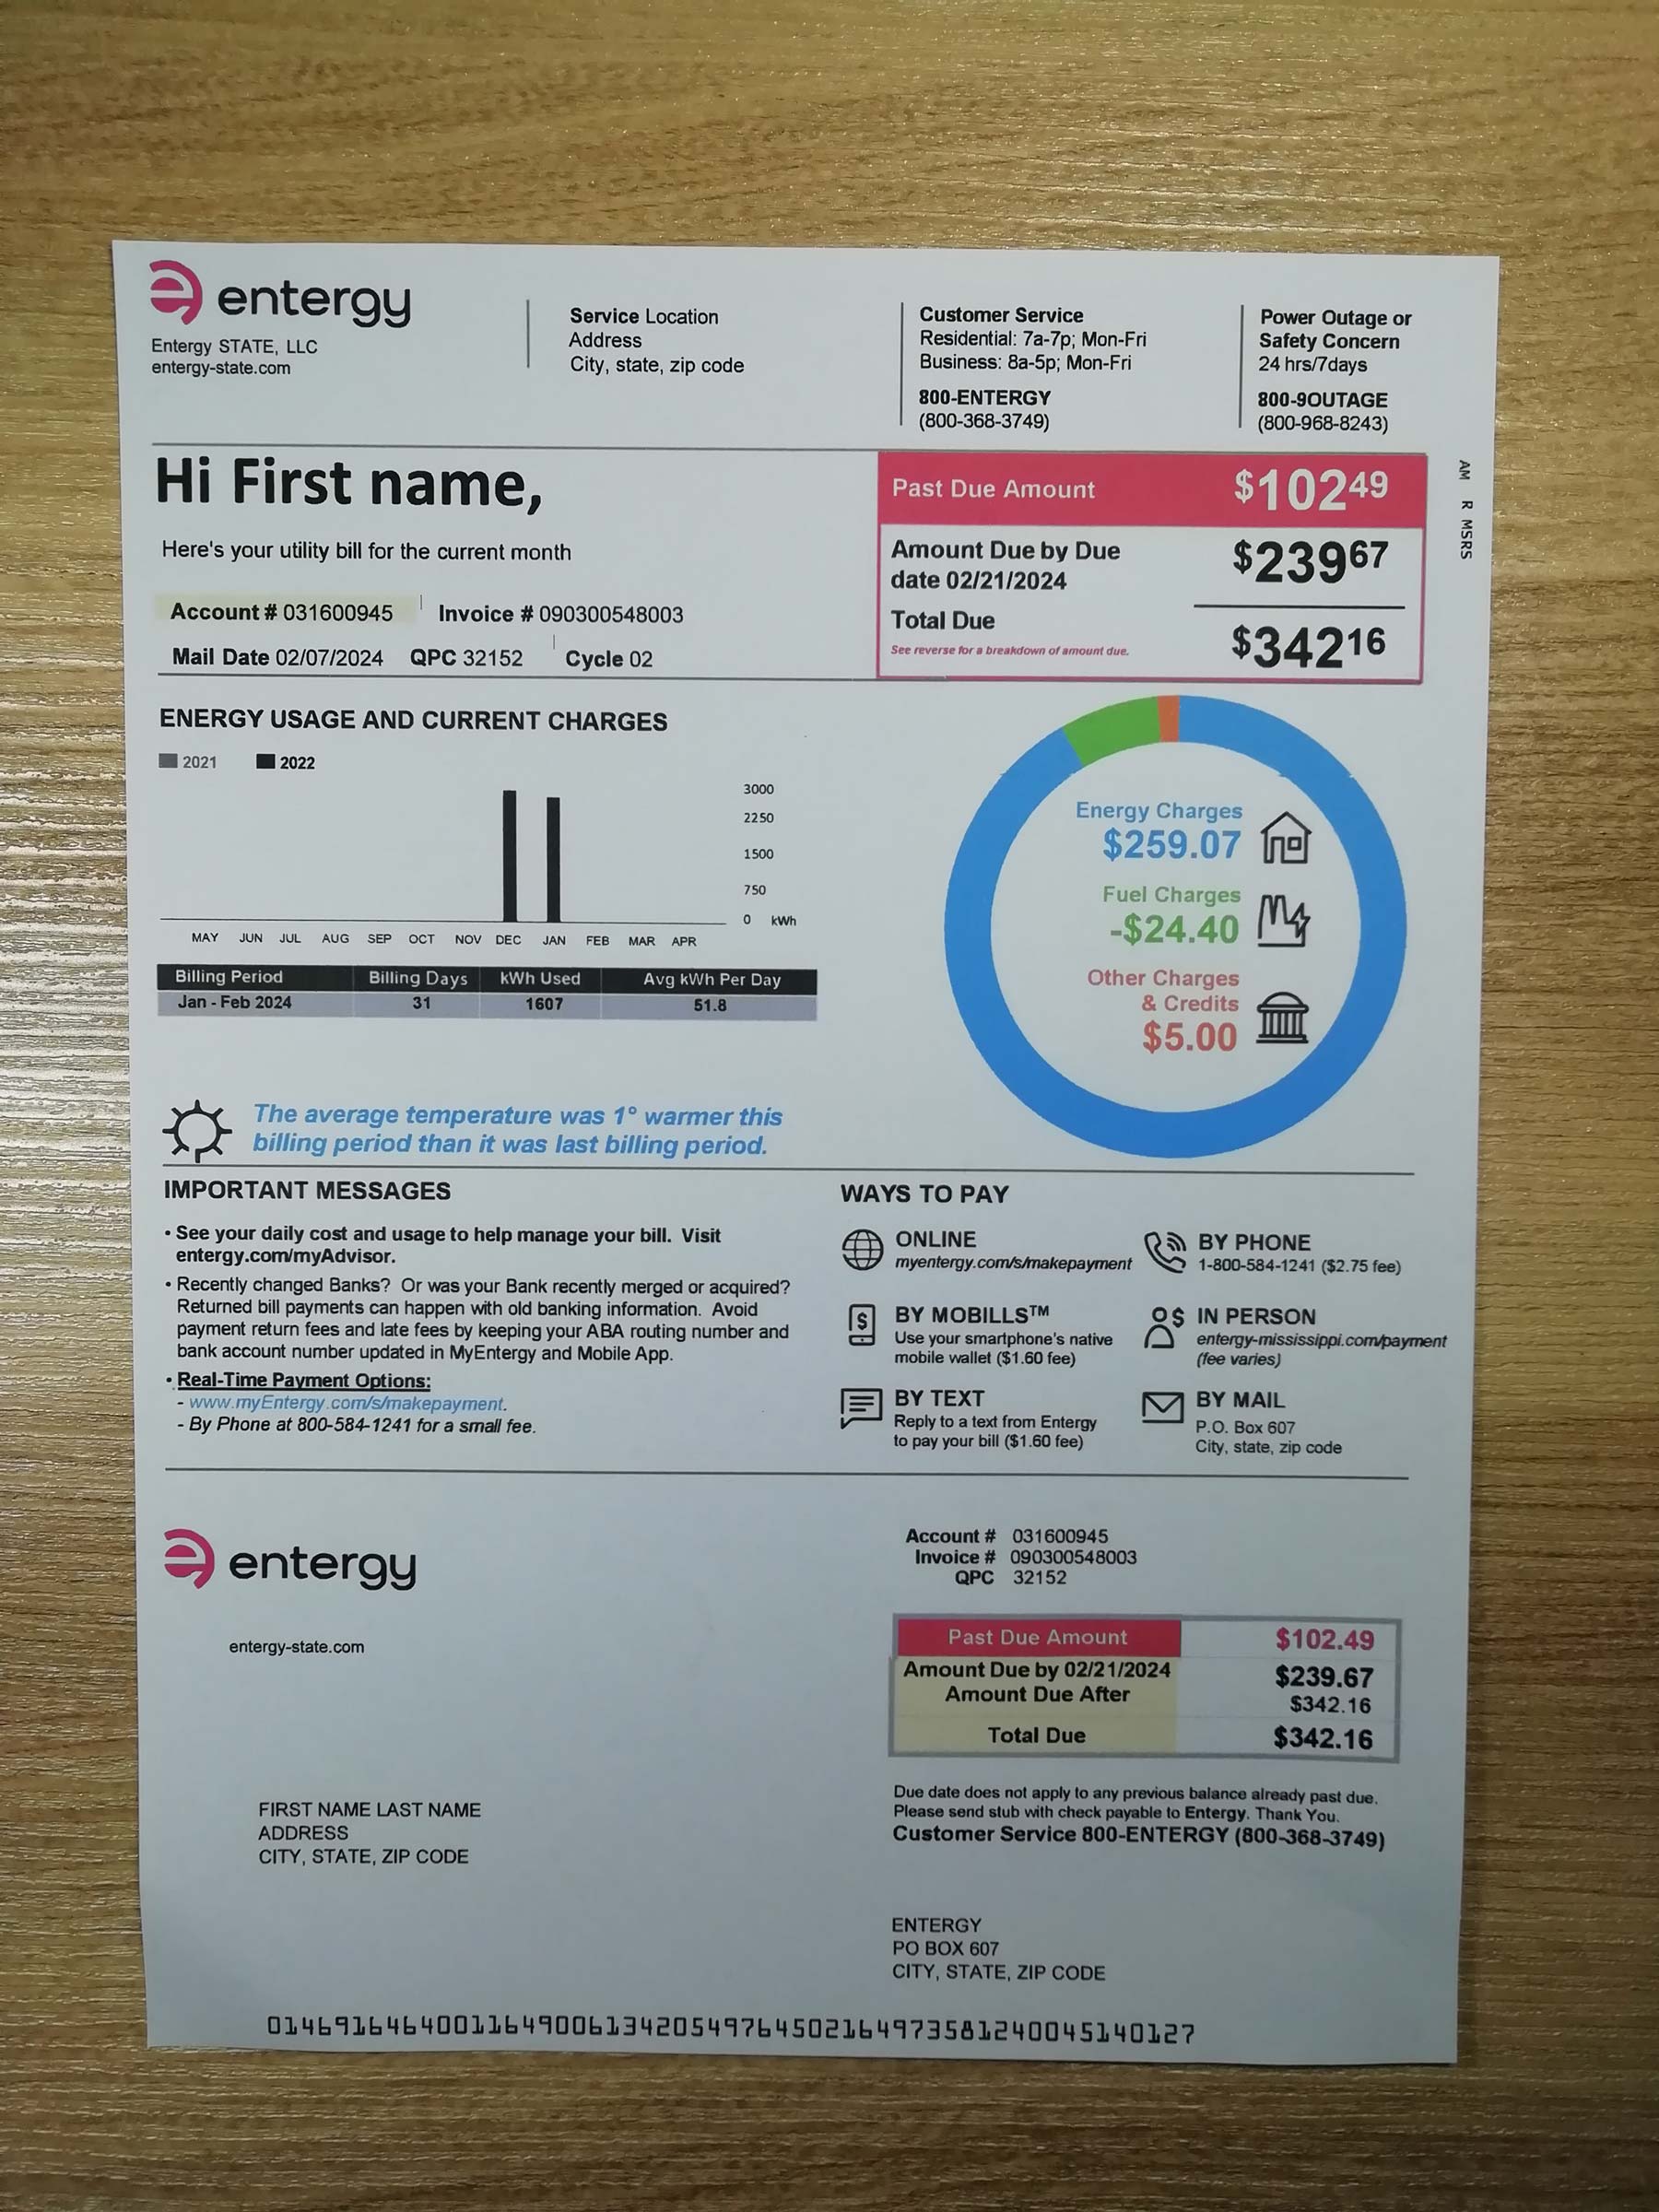 entergy
Entergy STATE, LLC
entergy-state.com
Service Location
Address
City, state, zip code
Customer Service
Residential: 7a-7p; Mon-Fri
Business: 8a-5p; Mon-Fri
800-ENTERGY
(800-368-3749)
Power Outage or
Safety Concern
24 hrs/7days
800-9OUTAGE
(800-968-8243)
AM R MSRS
Hi First name,
Here's your utility bill for the current month
Account # 031600945 Invoice # 090300548003
Mail Date 02/07/2024 QPC 32152 Cycle 02
Past Due Amount $102 49
Amount Due by Due
date 02/21/2024 $239 67
Total Due $342 16
See reverse for a breakdown of amount due.
ENERGY USAGE AND CURRENT CHARGES
2021 2022
3000
2250
1500
750
0 kWh
MAY JUN JUL AUG SEP OCT NOV DEC JAN FEB MAR APR
Billing Period Billing Days kWh Used Avg kWh Per Day
Jan - Feb 2024 31 1607 51.8
Energy Charges
$259.07
Fuel Charges
-$24.40
Other Charges
& Credits
$5.00
The average temperature was 1° warmer this
billing period than it was last billing period.
IMPORTANT MESSAGES
• See your daily cost and usage to help manage your bill. Visit
entergy.com/myAdvisor.
• Recently changed Banks? Or was your Bank recently merged or acquired?
Returned bill payments can happen with old banking information. Avoid
payment return fees and late fees by keeping your ABA routing number and
bank account number updated in MyEntergy and Mobile App.
• Real-Time Payment Options:
- www.myEntergy.com/s/makepayment.
- By Phone at 800-584-1241 for a small fee.
WAYS TO PAY
ONLINE
myentergy.com/s/makepayment
BY PHONE
1-800-584-1241 ($2.75 fee)
BY MOBILLS™
Use your smartphone's native
mobile wallet ($1.60 fee)
IN PERSON
entergy-mississippi.com/payment
(fee varies)
BY TEXT
Reply to a text from Entergy
to pay your bill ($1.60 fee)
BY MAIL
P.O. Box 607
City, state, zip code
entergy
entergy-state.com
Account # 031600945
Invoice # 090300548003
QPC 32152
Past Due Amount $102.49
Amount Due by 02/21/2024 $239.67
Amount Due After $342.16
Total Due $342.16
Due date does not apply to any previous balance already past due.
Please send stub with check payable to Entergy. Thank You.
Customer Service 800-ENTERGY (800-368-3749)
FIRST NAME LAST NAME
ADDRESS
CITY, STATE, ZIP CODE
ENTERGY
PO BOX 607
CITY, STATE, ZIP CODE
01469164640011649006134205497645021649735812400451401​27